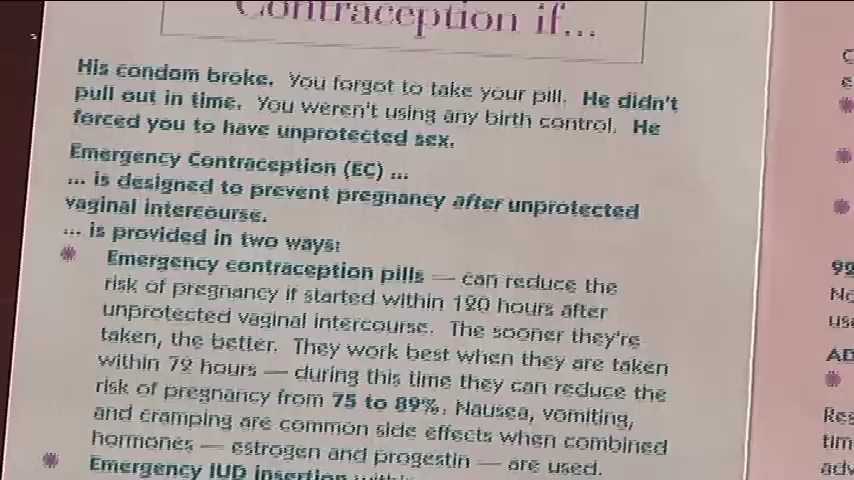 Contraception if...
His condom broke. You forgot to take your pill. He didn't
pull out in time. You weren't using any birth control. He
forced you to have unprotected sex.
Emergency Contraception (EC) ...
... is designed to prevent pregnancy after unprotected
vaginal intercourse.
... is provided in two ways:
Emergency contraception pills — can reduce the
risk of pregnancy if started within 120 hours after
unprotected vaginal intercourse. The sooner they're
taken, the better. They work best when they are taken
within 72 hours — during this time they can reduce the
risk of pregnancy from 75 to 89%. Nausea, vomiting,
and cramping are common side effects when combined
hormones — estrogen and progestin — are used.
Emergency IUD insertion within